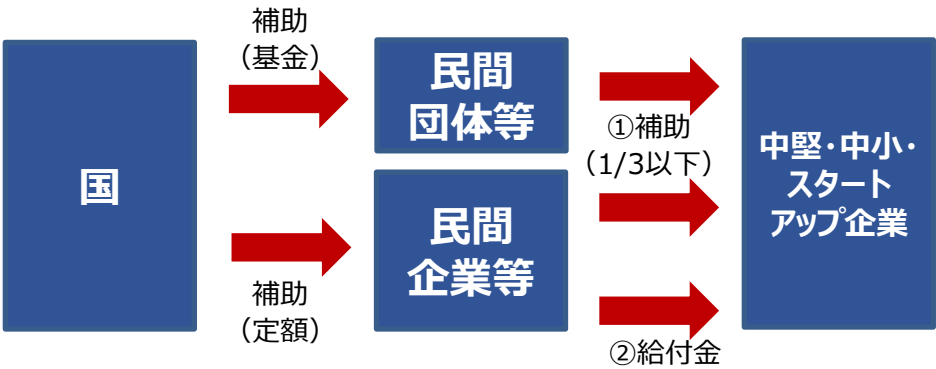 国
補助
（基金）
補助
（定額）
民間
団体等
民間
企業等
①補助
（1/3以下）
②給付金
中堅・中小・
スタート
アップ企業